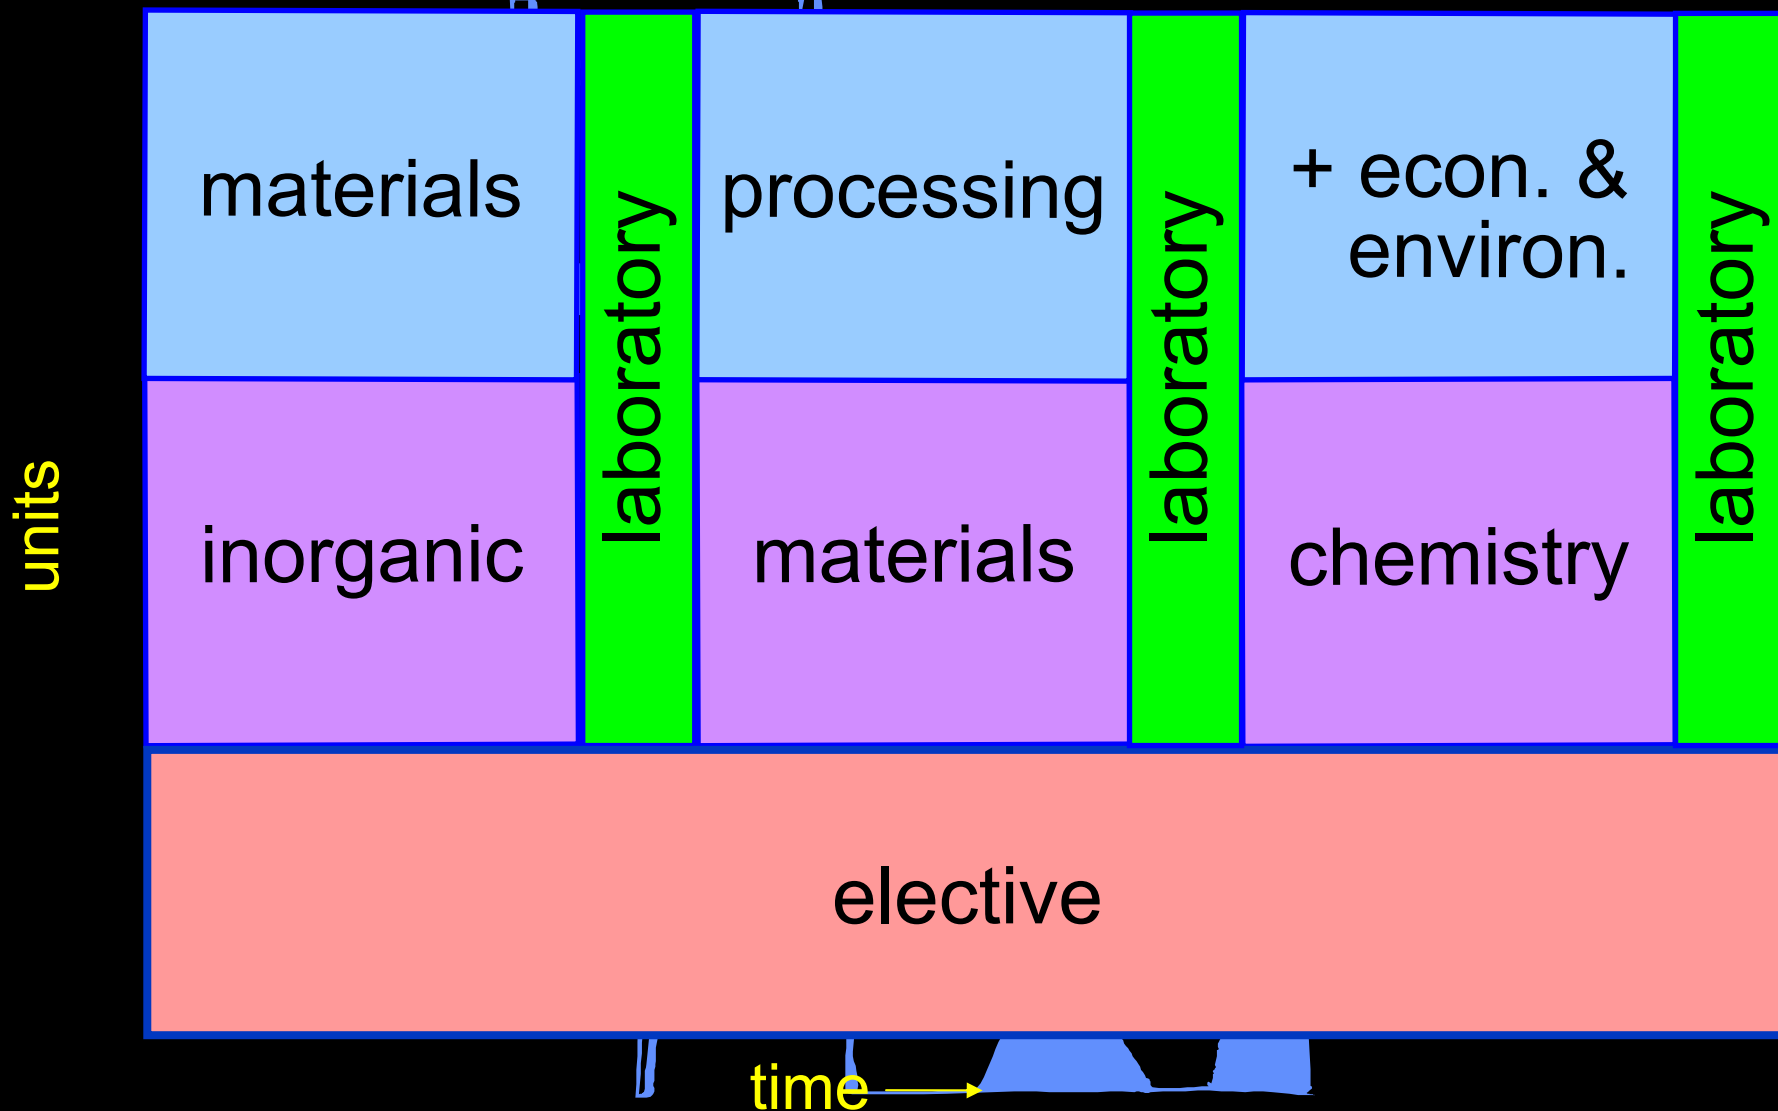 materials
laboratory
processing
laboratory
+ econ. &
environ.
laboratory
units
inorganic
materials
chemistry
elective
time